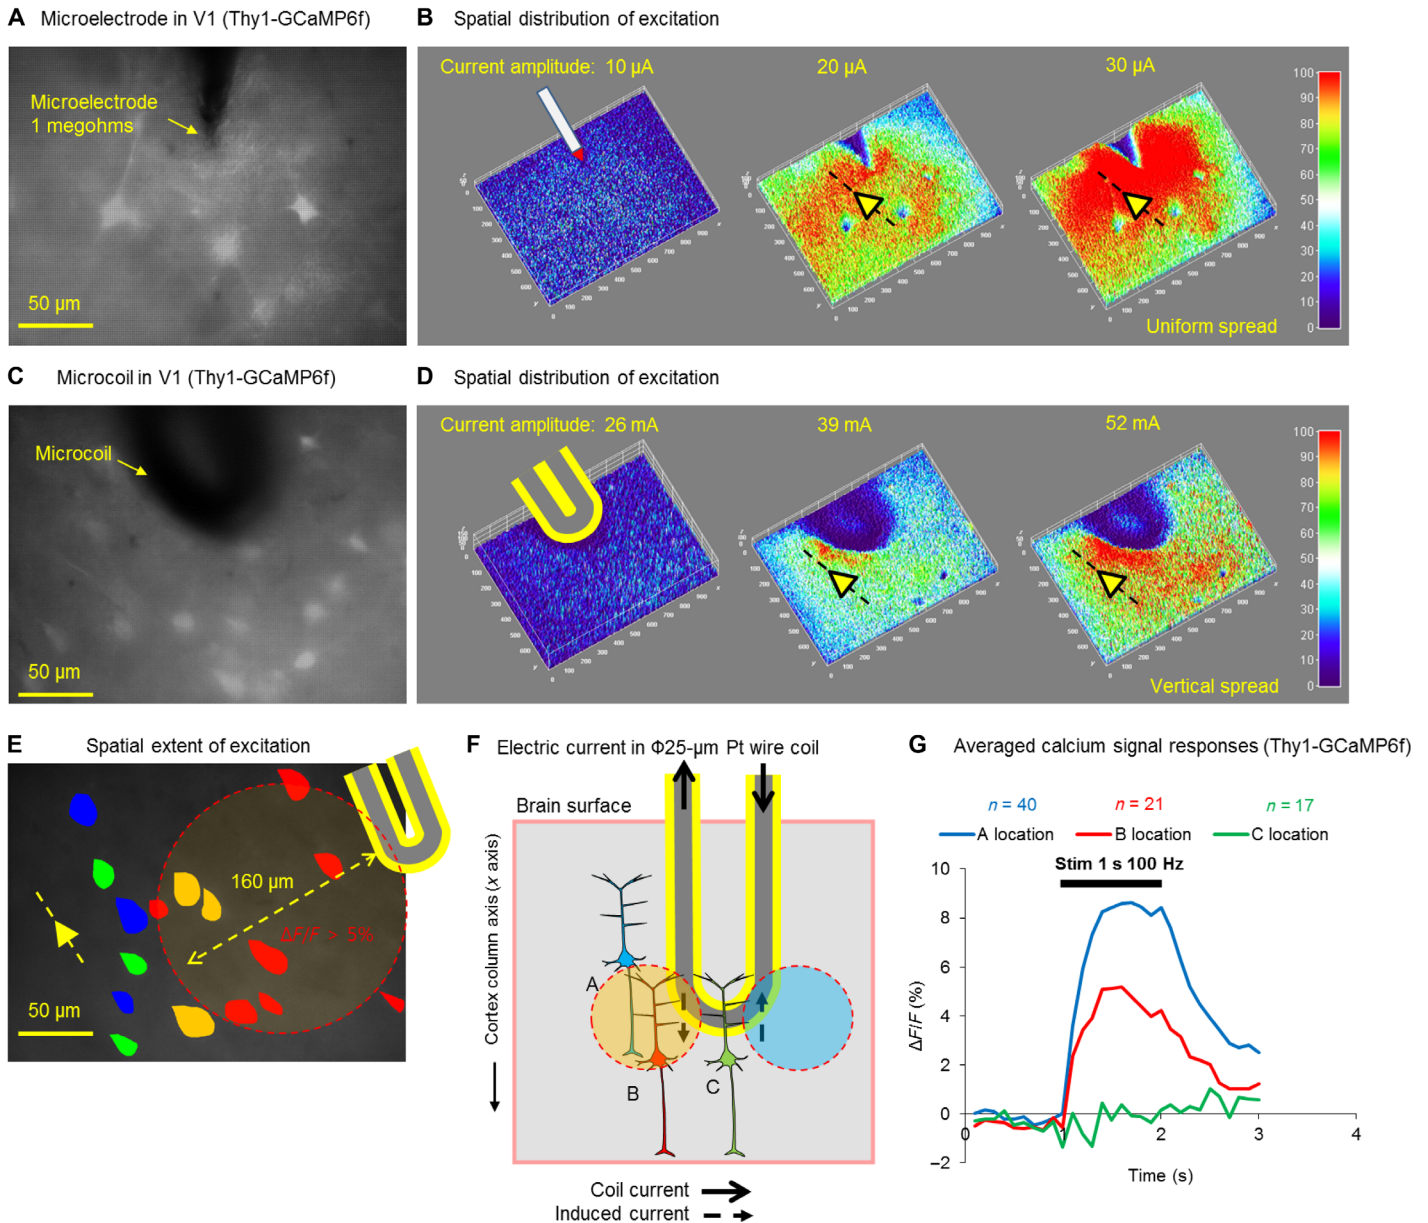 A Microelectrode in V1 (Thy1-GCaMP6f)
Microelectrode
1 megohms
50 µm
B Spatial distribution of excitation
Current amplitude: 10 µA 20 µA 30 µA
100
90
80
70
60
50
40
30
20
10
0
Uniform spread
C Microcoil in V1 (Thy1-GCaMP6f)
Microcoil
50 µm
D Spatial distribution of excitation
Current amplitude: 26 mA 39 mA 52 mA
100
90
80
70
60
50
40
30
20
10
0
Vertical spread
E Spatial extent of excitation
160 µm
ΔF/F > 5%
50 µm
F Electric current in Φ25-µm Pt wire coil
Brain surface
Cortex column axis (x axis)
A
B
C
Coil current
Induced current
G Averaged calcium signal responses (Thy1-GCaMP6f)
n = 40 n = 21 n = 17
A location B location C location
Stim 1 s 100 Hz
ΔF/F (%)
10
8
6
4
2
0
−2
0 1 2 3 4
Time (s)